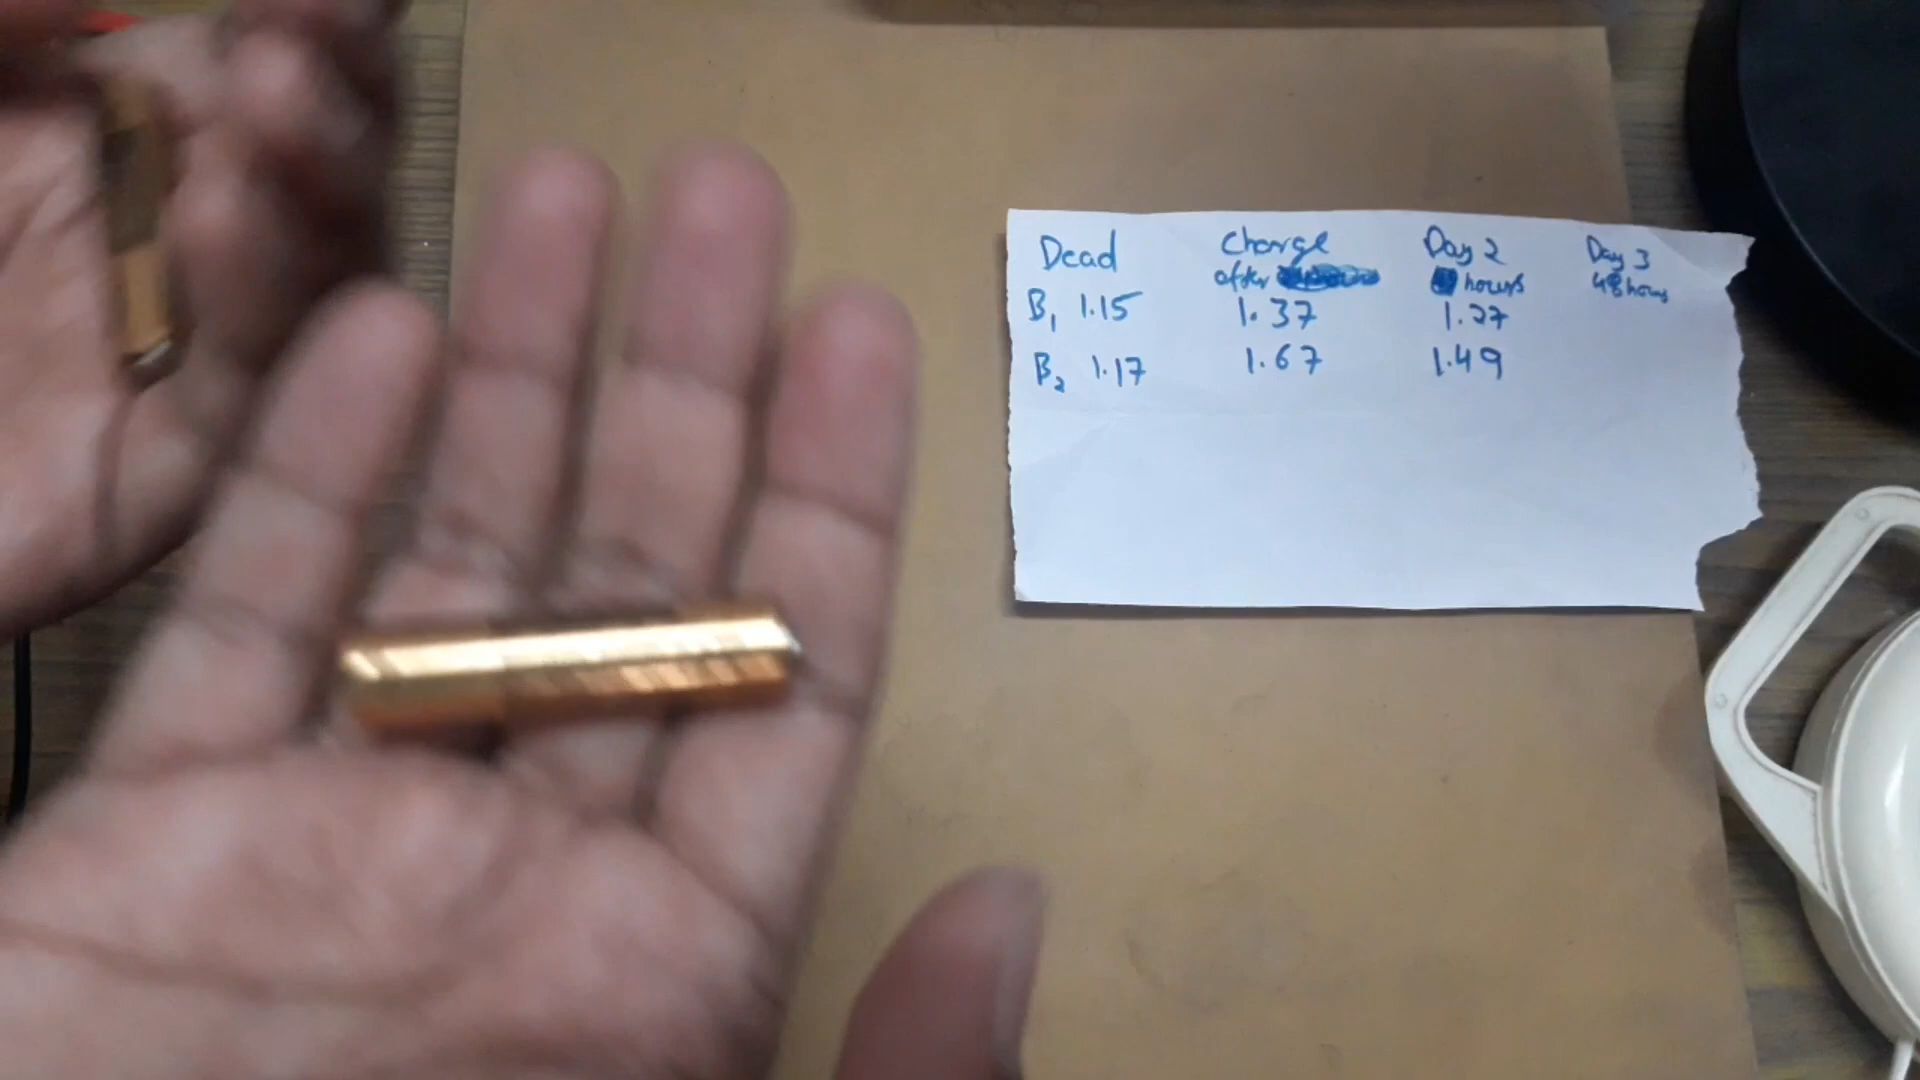 Dead Charge Day 2 Day 3
after hours 48 hours
B1 1.15 1.37 1.27
B2 1.17 1.67 1.49